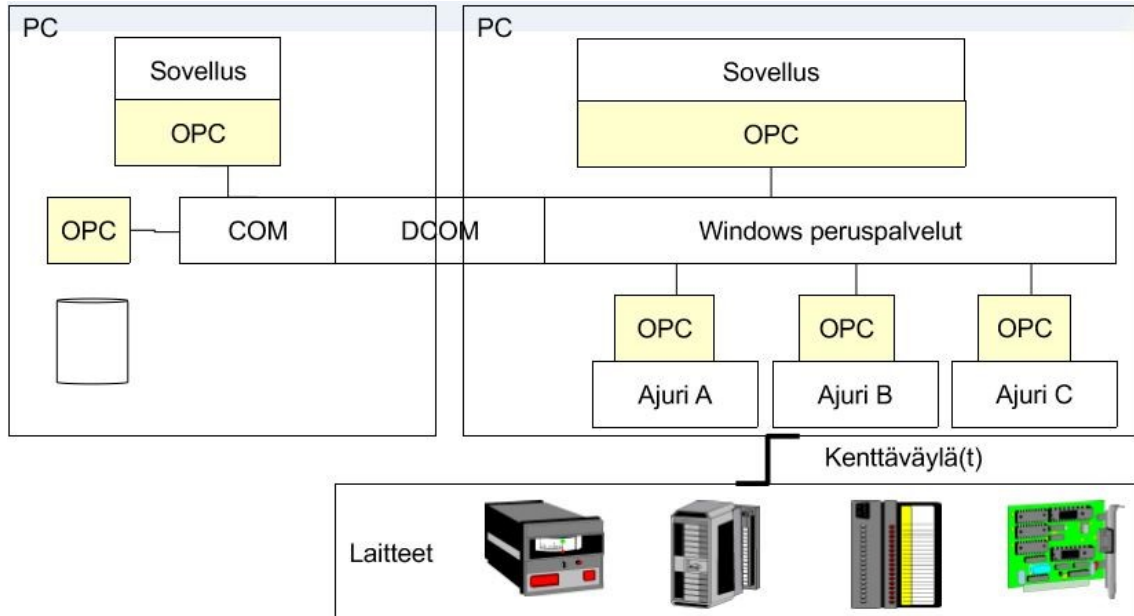 PC
PC
Sovellus
Sovellus
OPC
OPC
OPC
COM
DCOM
Windows peruspalvelut
OPC
OPC
OPC
Ajuri A
Ajuri B
Ajuri C
Kenttäväylä(t)
Laitteet